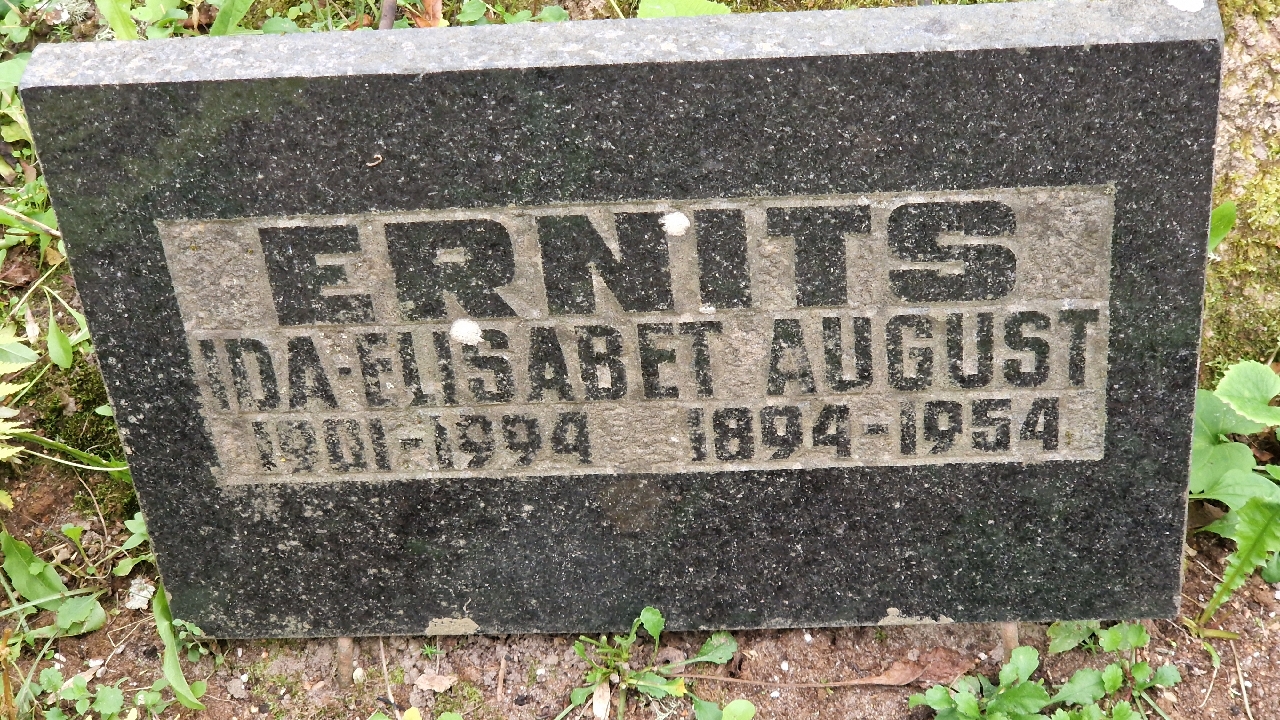 ERNITS
IDA-ELISABET AUGUST
1901-1994 1894-1954